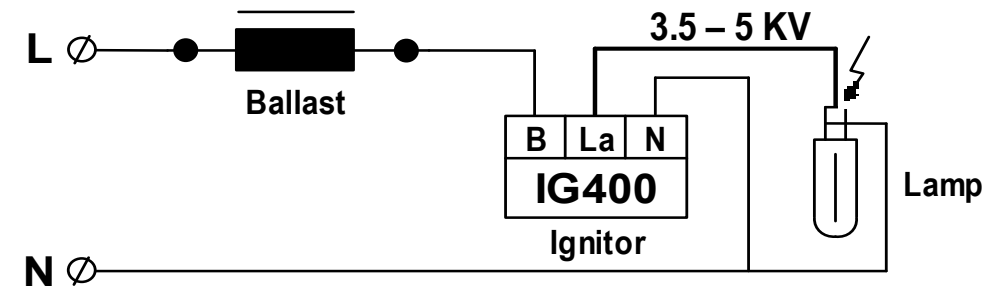 3.5 – 5 KV
L
Ballast
B La N
IG400
Lamp
Ignitor
N